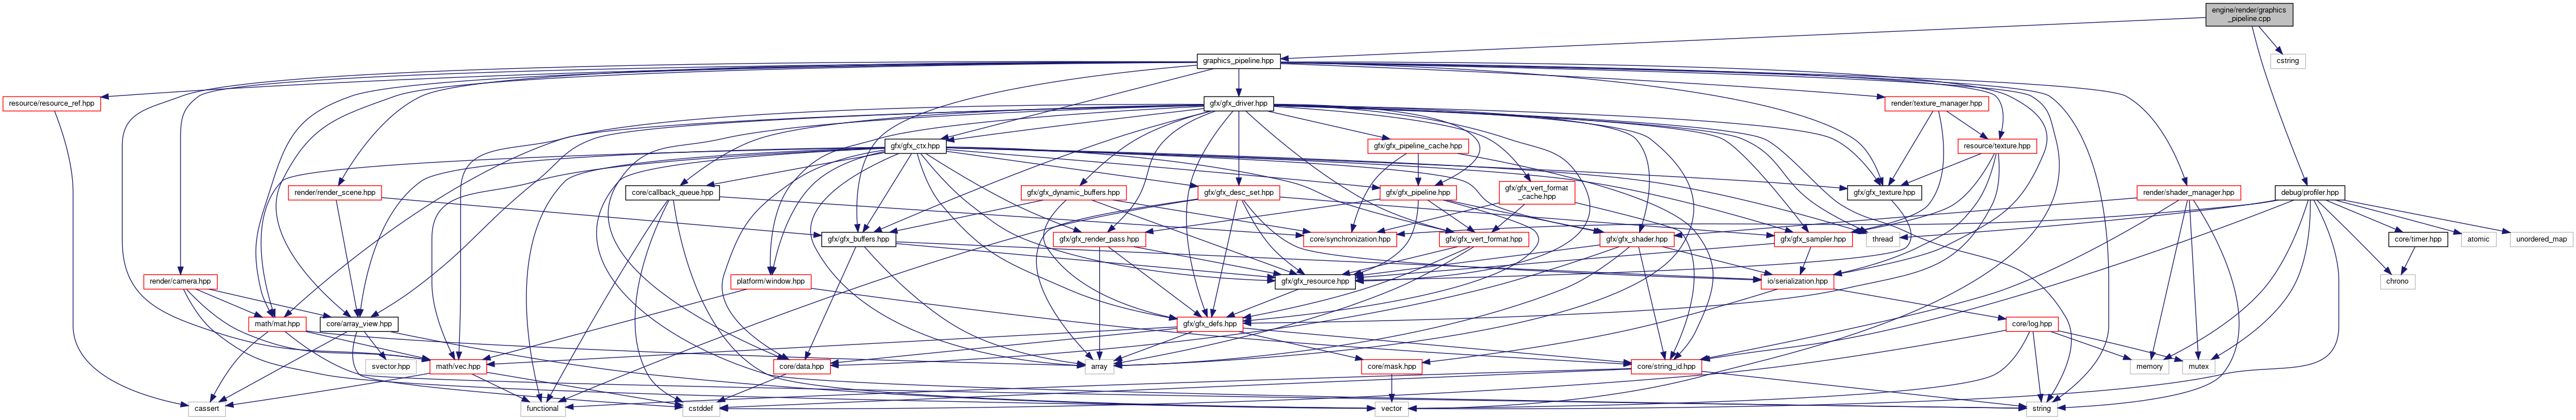 engine/render/graphics
_pipeline.cpp
graphics_pipeline.hpp
cstring
resource/resource_ref.hpp
gfx/gfx_driver.hpp
render/texture_manager.hpp
gfx/gfx_ctx.hpp
gfx/gfx_pipeline_cache.hpp
resource/texture.hpp
render/render_scene.hpp
core/callback_queue.hpp
gfx/gfx_dynamic_buffers.hpp
gfx/gfx_desc_set.hpp
gfx/gfx_pipeline.hpp
gfx/gfx_vert_format
_cache.hpp
gfx/gfx_texture.hpp
render/shader_manager.hpp
debug/profiler.hpp
gfx/gfx_buffers.hpp
gfx/gfx_render_pass.hpp
core/synchronization.hpp
gfx/gfx_vert_format.hpp
gfx/gfx_shader.hpp
gfx/gfx_sampler.hpp
thread
core/timer.hpp
atomic
unordered_map
render/camera.hpp
platform/window.hpp
gfx/gfx_resource.hpp
io/serialization.hpp
chrono
math/mat.hpp
core/array_view.hpp
gfx/gfx_defs.hpp
core/log.hpp
svector.hpp
math/vec.hpp
core/data.hpp
array
core/mask.hpp
core/string_id.hpp
memory
mutex
cassert
functional
cstddef
vector
string